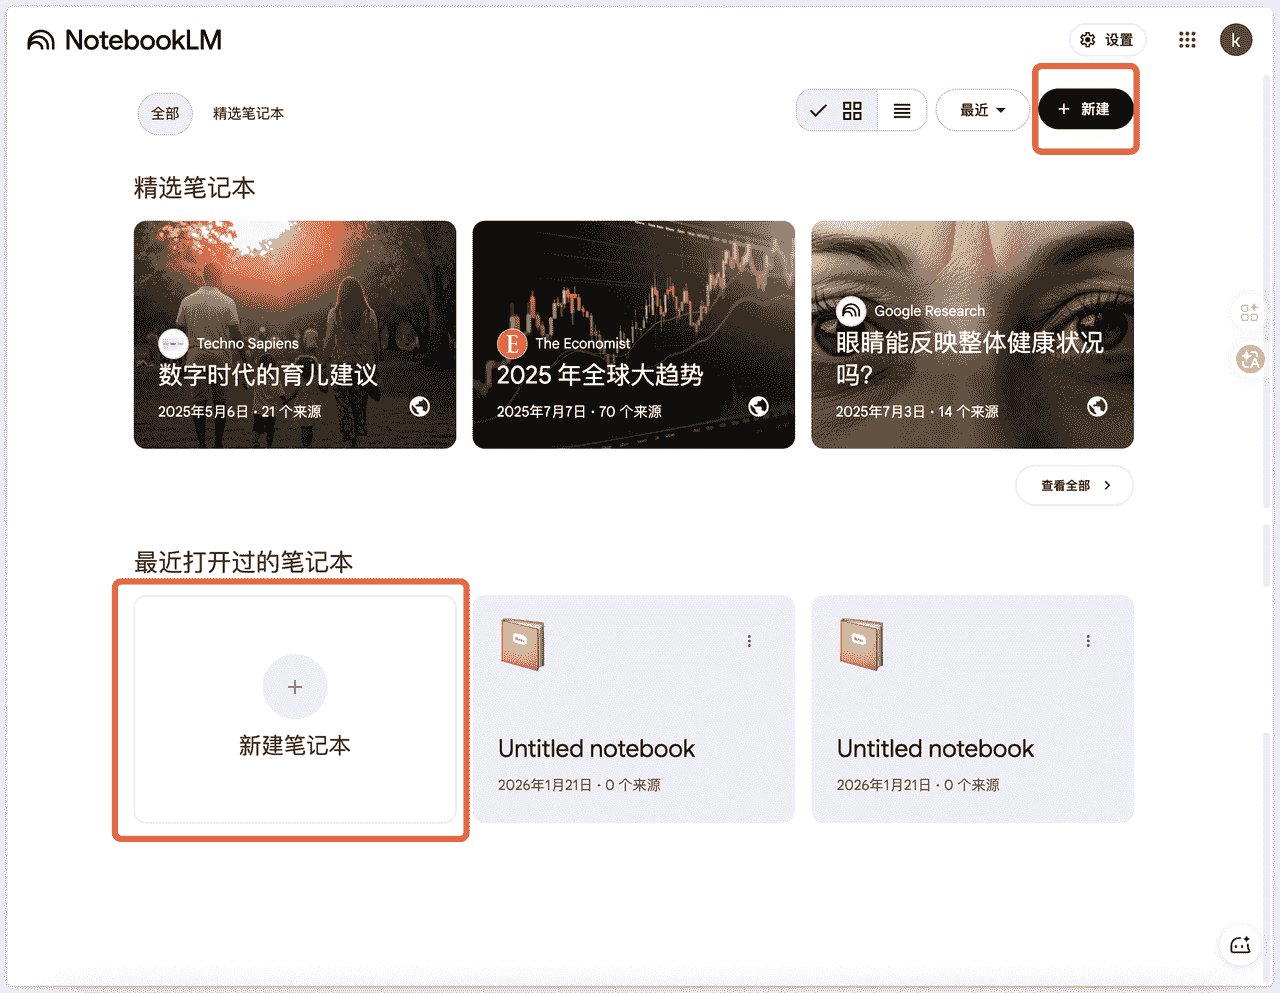 NotebookLM
设置
k
全部
精选笔记本
最近
+ 新建
精选笔记本
Techno Sapiens
数字时代的育儿建议
2025年5月6日 · 21 个来源
E
The Economist
2025 年全球大趋势
2025年7月7日 · 70 个来源
Google Research
眼睛能反映整体健康状况
吗?
2025年7月3日 · 14 个来源
查看全部
最近打开过的笔记本
新建笔记本
Untitled notebook
2026年1月21日 · 0 个来源
Untitled notebook
2026年1月21日 · 0 个来源